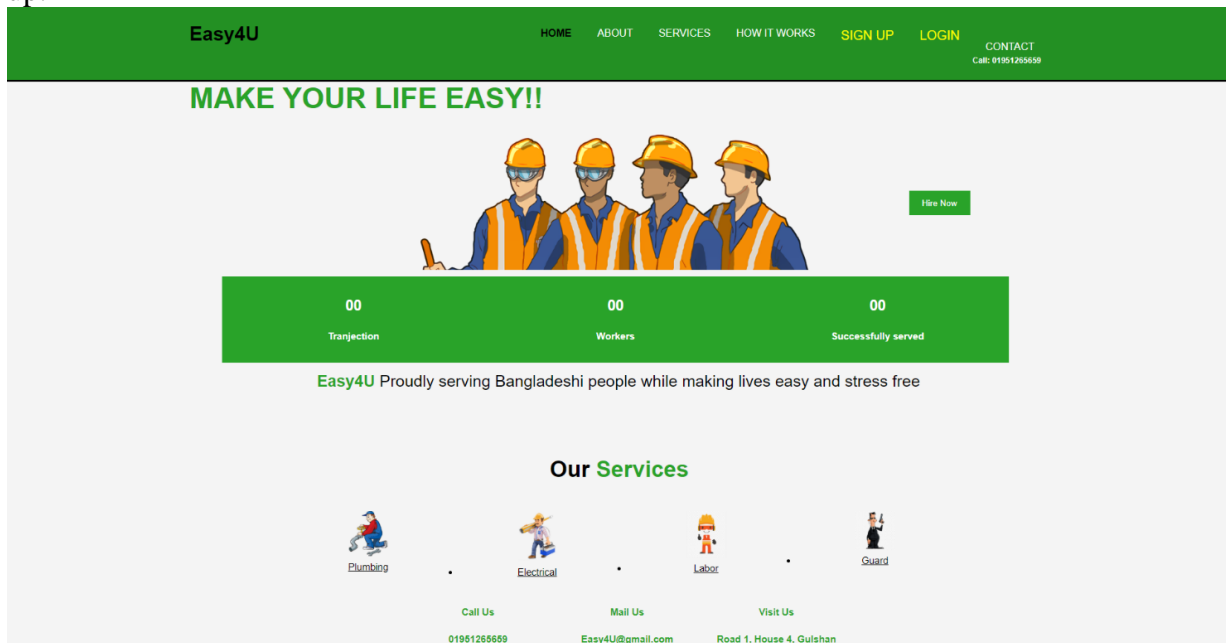 Easy4U
HOME ABOUT SERVICES HOW IT WORKS SIGN UP LOGIN CONTACT
Call: 01951265659
MAKE YOUR LIFE EASY!!
Hire Now
00 00 00
Tranjection Workers Successfully served
Easy4U Proudly serving Bangladeshi people while making lives easy and stress free
Our Services
Plumbing Electrical Labor Guard
Call Us Mail Us Visit Us
01951265659 Easy4U@gmail.com Road 1, House 4, Gulshan